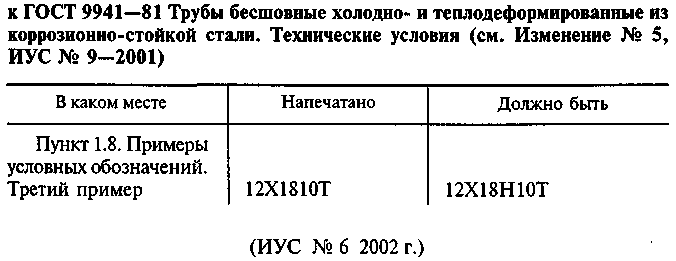 к ГОСТ 9941—81 Трубы бесшовные холодно- и теплодеформированные из
коррозионно-стойкой стали. Технические условия (см. Изменение № 5,
ИУС № 9—2001)
В каком месте Напечатано Должно быть
Пункт 1.8. Примеры
условных обозначений.
Третий пример 12Х1810Т 12Х18Н10Т
(ИУС № 6 2002 г.)